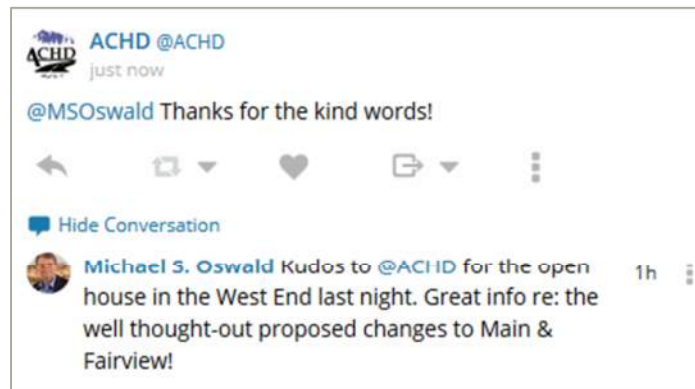 ACHD
ACHD @ACHD
just now
@MSOswald Thanks for the kind words!
Hide Conversation
Michael S. Oswald Kudos to @ACHD for the open
1h
house in the West End last night. Great info re: the
well thought-out proposed changes to Main &
Fairview!